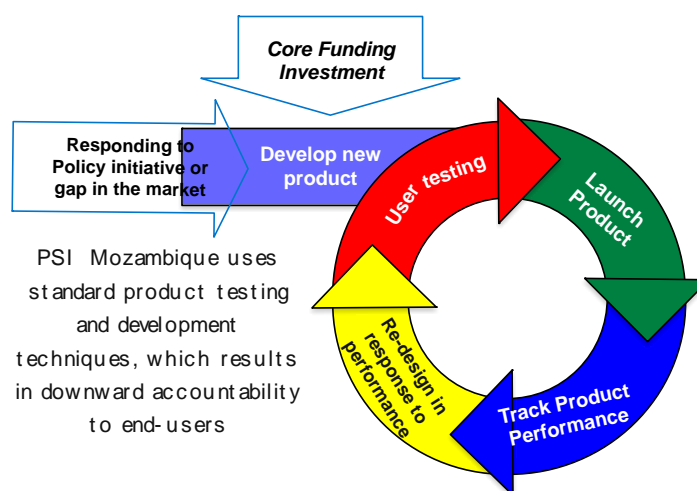 Core Funding
Investment
Responding to
Policy initiative or
gap in the market
Develop new
product
User testing
Launch
Product
Track Product
Performance
Re-design in
response to
performance
PSI Mozambique uses
standard product testing
and development
techniques, which results
in downward accountability
to end-users